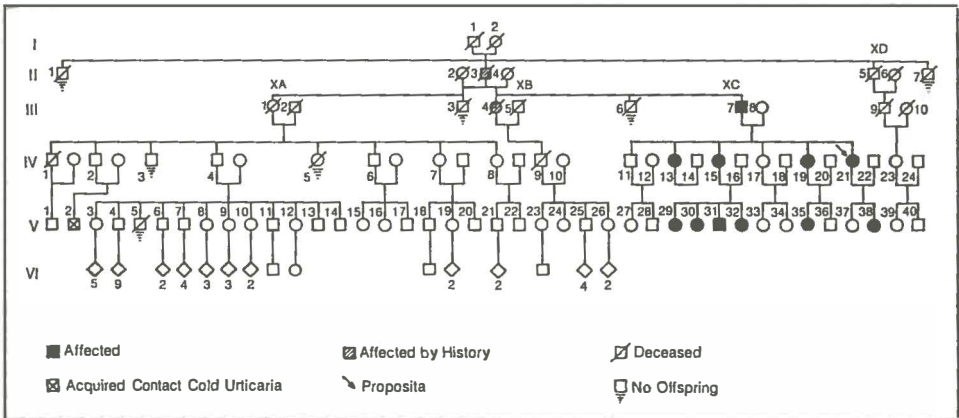 1 2
I
XD
II 1 2 3 4 5 6 7
XA XB XC
III 1 2 3 4 5 6 7 8 9 10
IV 1 2 3 4 5 6 7 8 9 10 11 12 13 14 15 16 17 18 19 20 21 22 23 24
V 1 2 3 4 5 6 7 8 9 10 11 12 13 14 15 16 17 18 19 20 21 22 23 24 25 26 27 28 29 30 31 32 33 34 35 36 37 38 39 40
VI
5 9 2 4 3 3 2 2 2 4 2
Affected Affected by History Deceased
Acquired Contact Cold Urticaria Proposita No Offspring